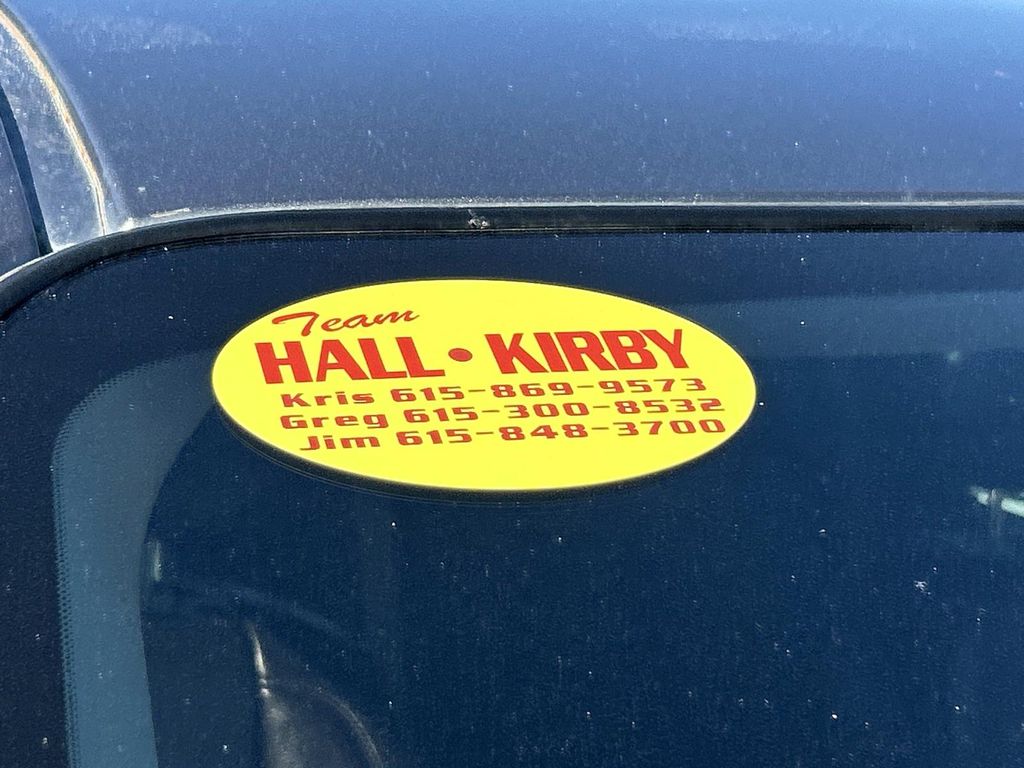 Team
HALL • KIRBY
Kris 615-869-9573
Greg 615-300-8532
Jim 615-848-3700